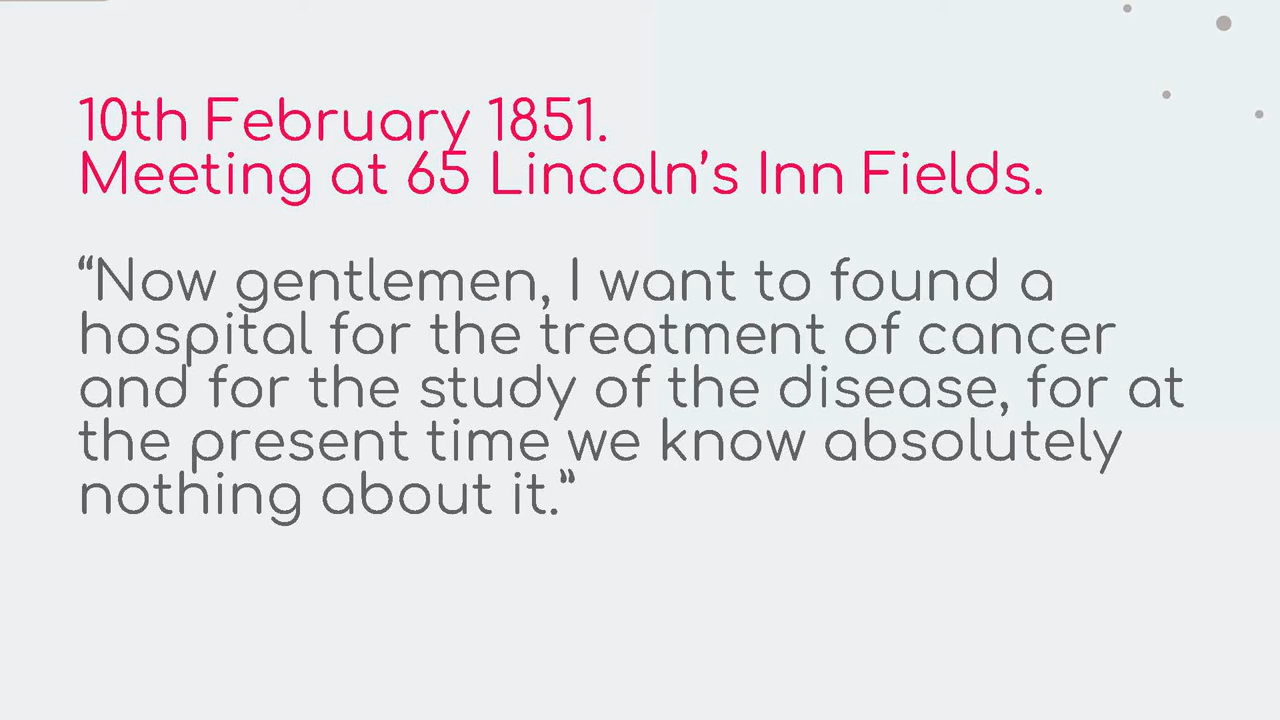 10th February 1851.
Meeting at 65 Lincoln’s Inn Fields.
“Now gentlemen, I want to found a
hospital for the treatment of cancer
and for the study of the disease, for at
the present time we know absolutely
nothing about it.”